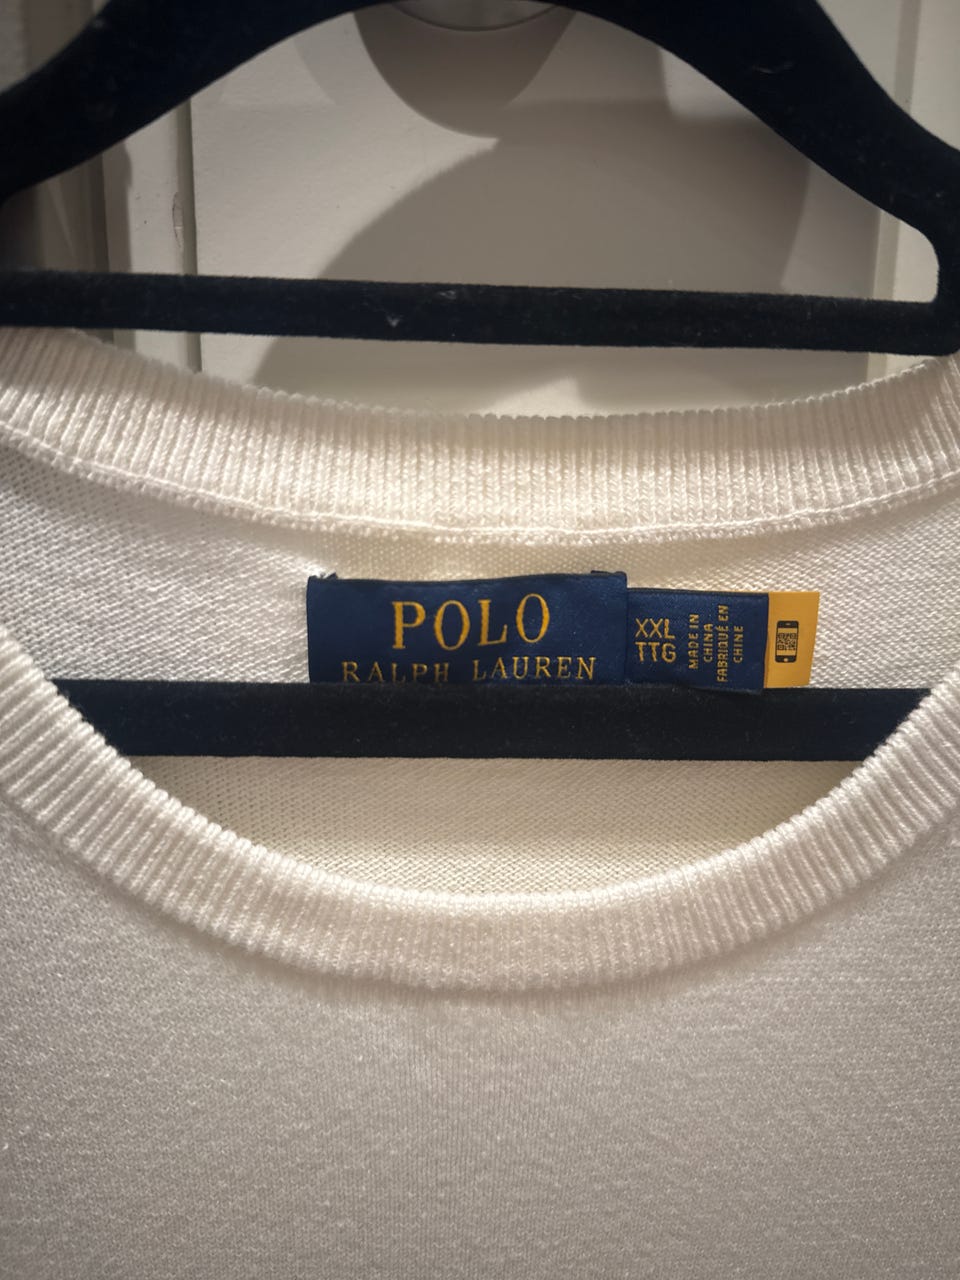 POLO
RALPH LAUREN
XXL
TTG
MADE IN
CHINA
FABRIQUÉ EN
CHINE